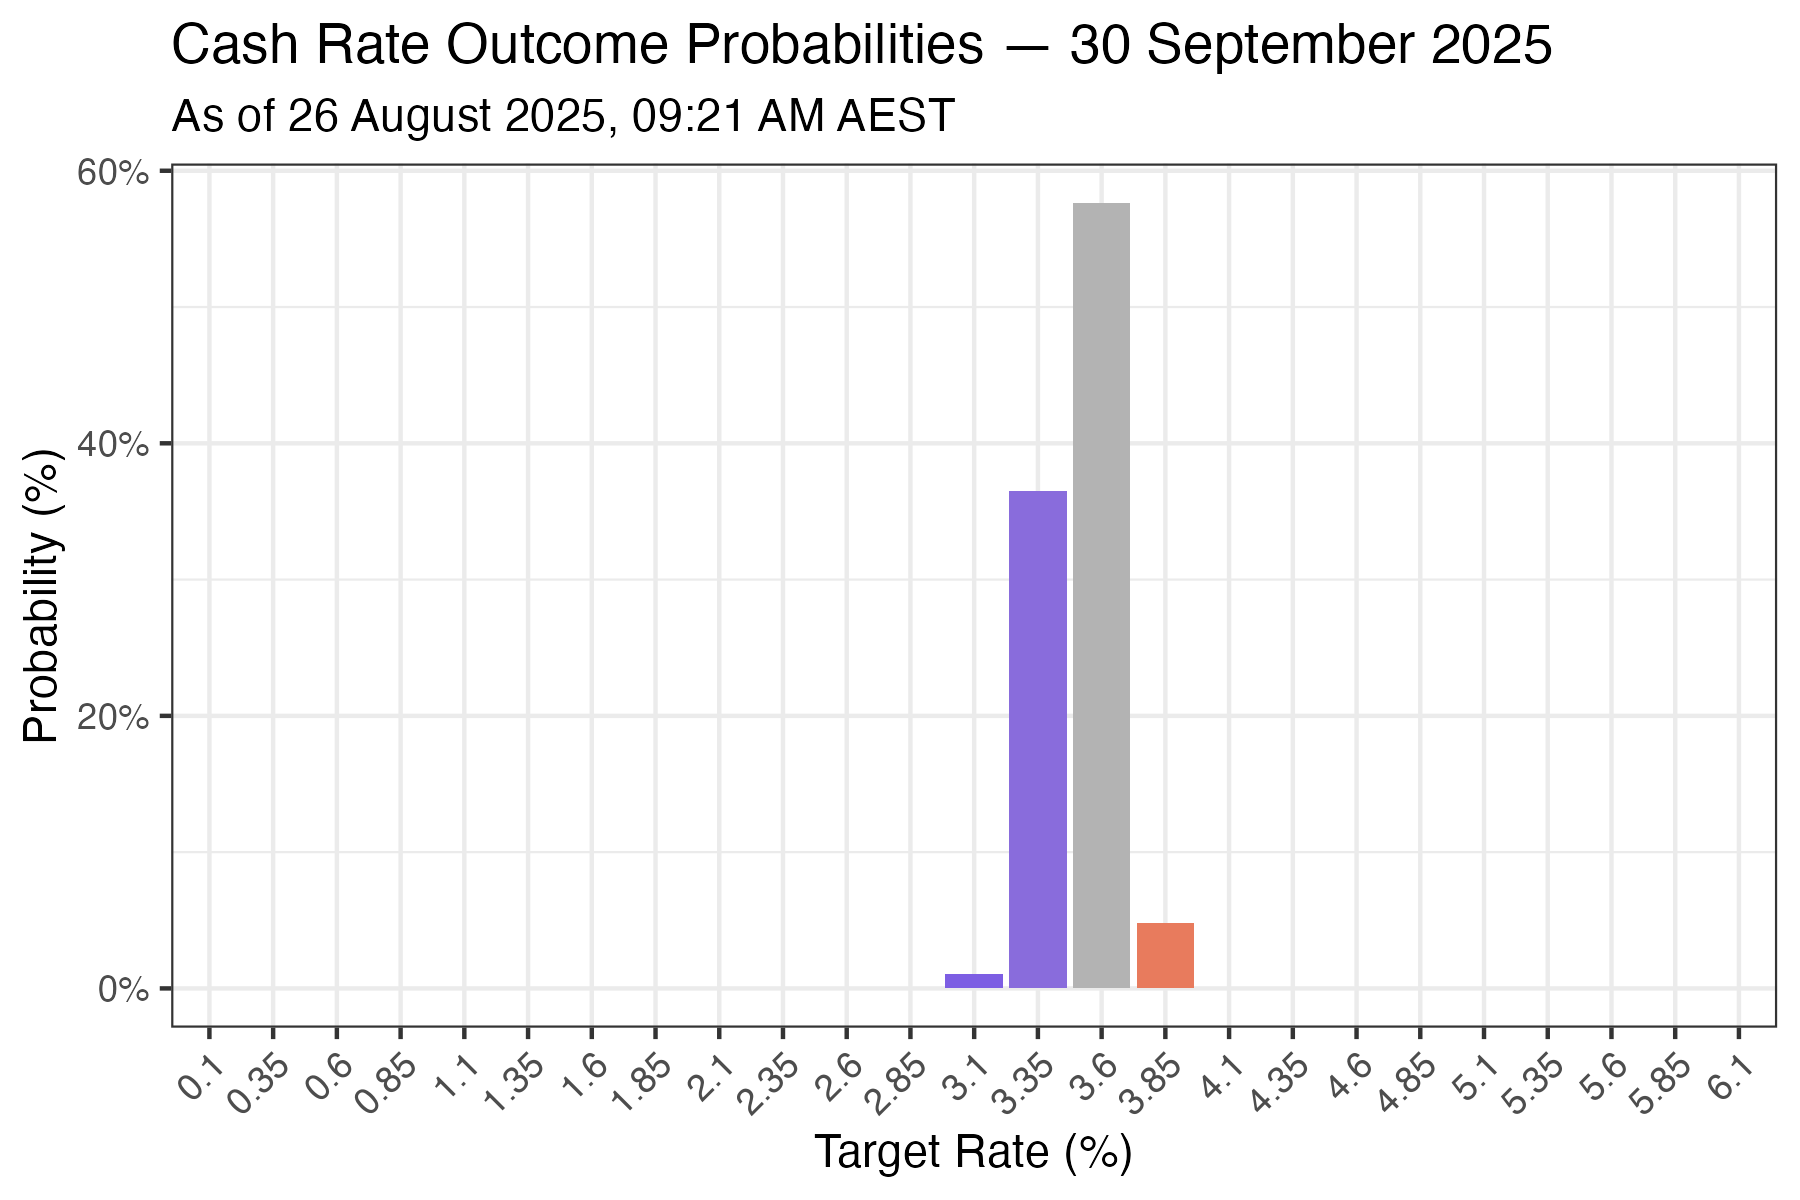 Cash Rate Outcome Probabilities — 30 September 2025
As of 26 August 2025, 09:21 AM AEST
Probability (%)
60%
40%
20%
0%
0.1 0.35 0.6 0.85 1.1 1.35 1.6 1.85 2.1 2.35 2.6 2.85 3.1 3.35 3.6 3.85 4.1 4.35 4.6 4.85 5.1 5.35 5.6 5.85 6.1
Target Rate (%)